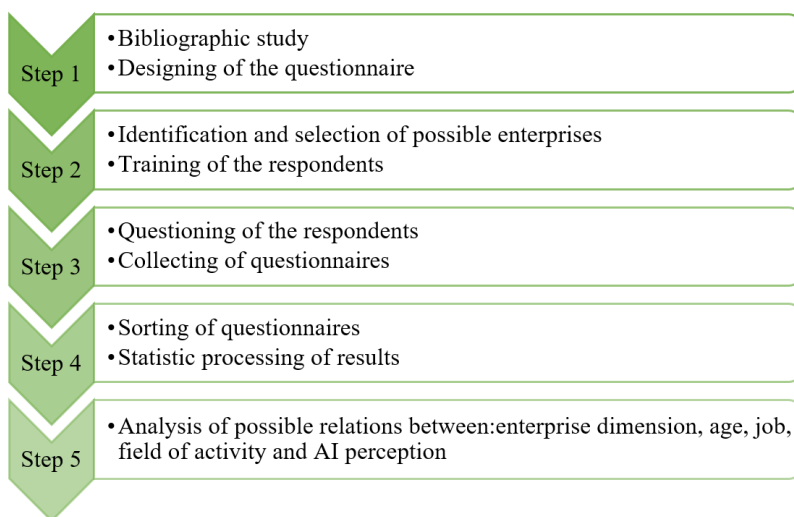 Step 1
•Bibliographic study
•Designing of the questionnaire
Step 2
•Identification and selection of possible enterprises
•Training of the respondents
Step 3
•Questioning of the respondents
•Collecting of questionnaires
Step 4
•Sorting of questionnaires
•Statistic processing of results
Step 5
•Analysis of possible relations between:enterprise dimension, age, job,
field of activity and AI perception